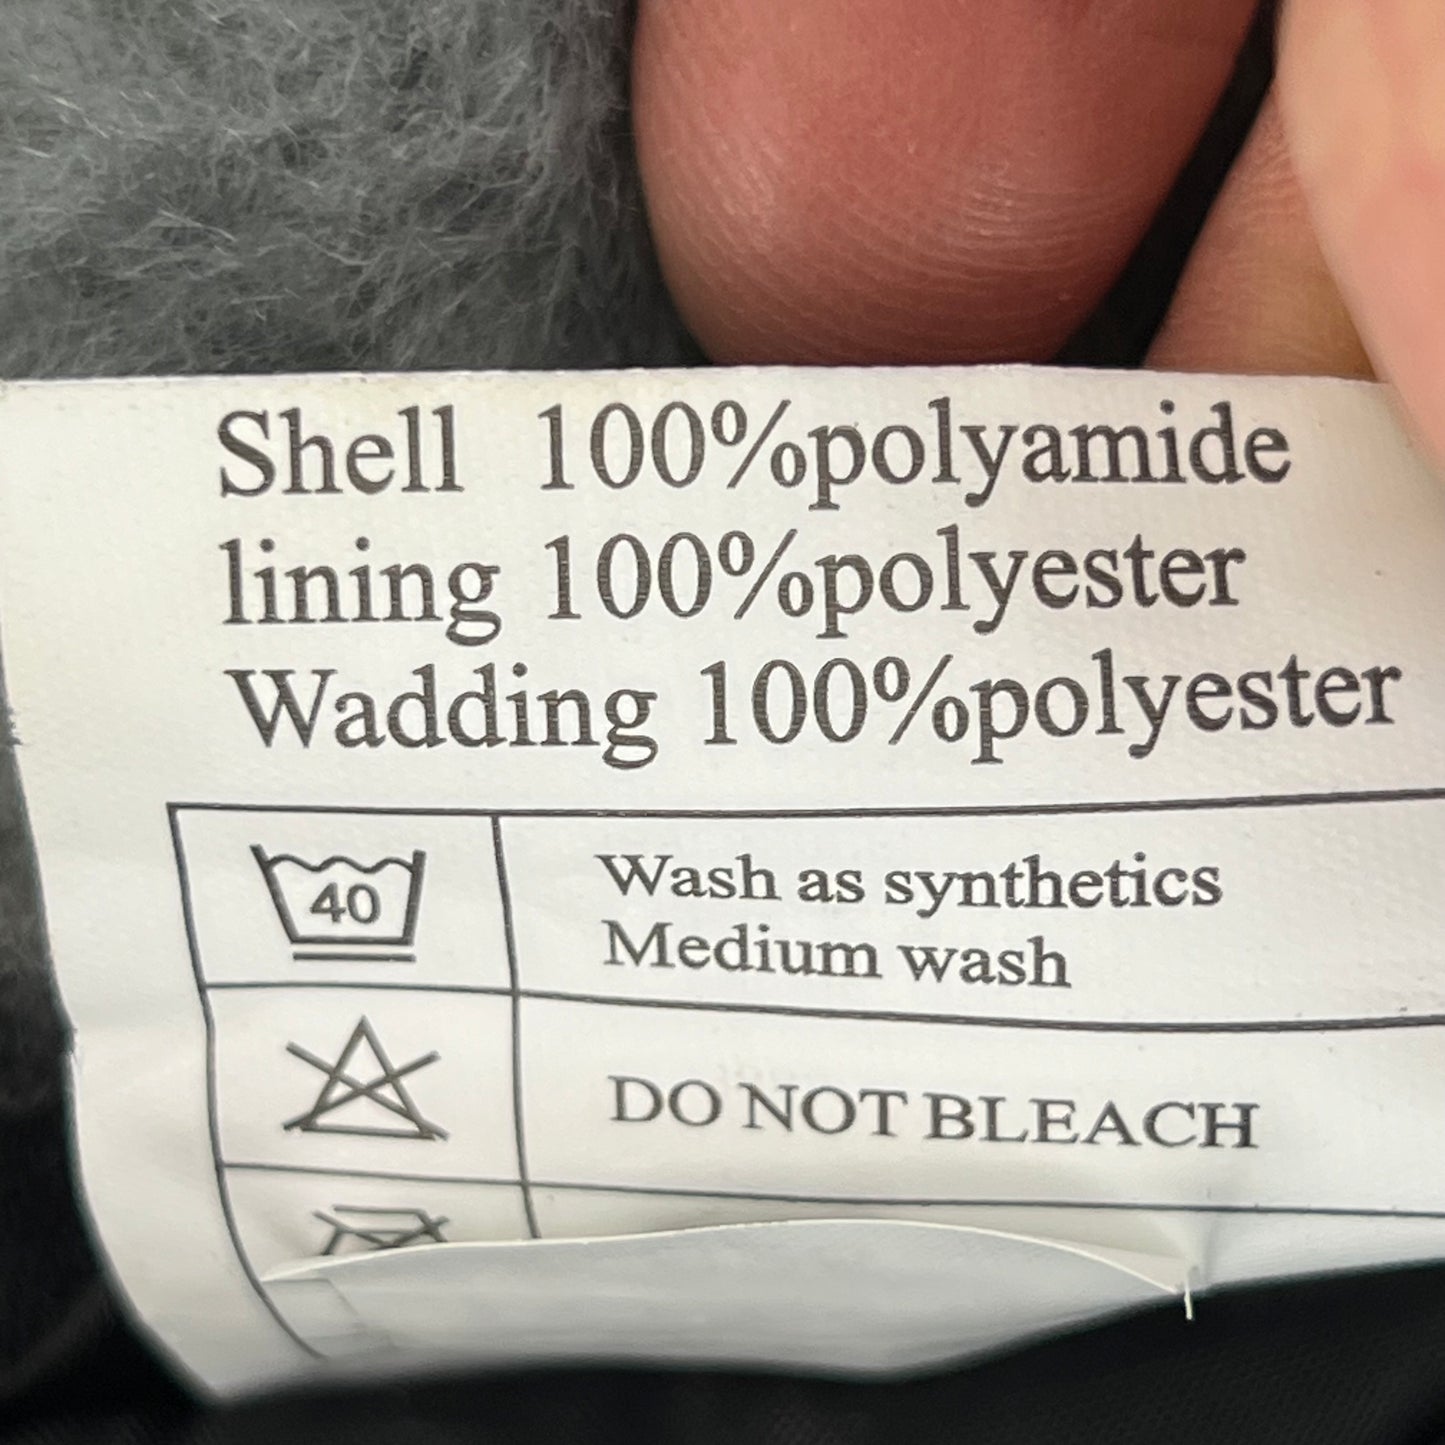 Shell 100%polyamide
lining 100%polyester
Wadding 100%polyester
40
Wash as synthetics
Medium wash
DO NOT BLEACH